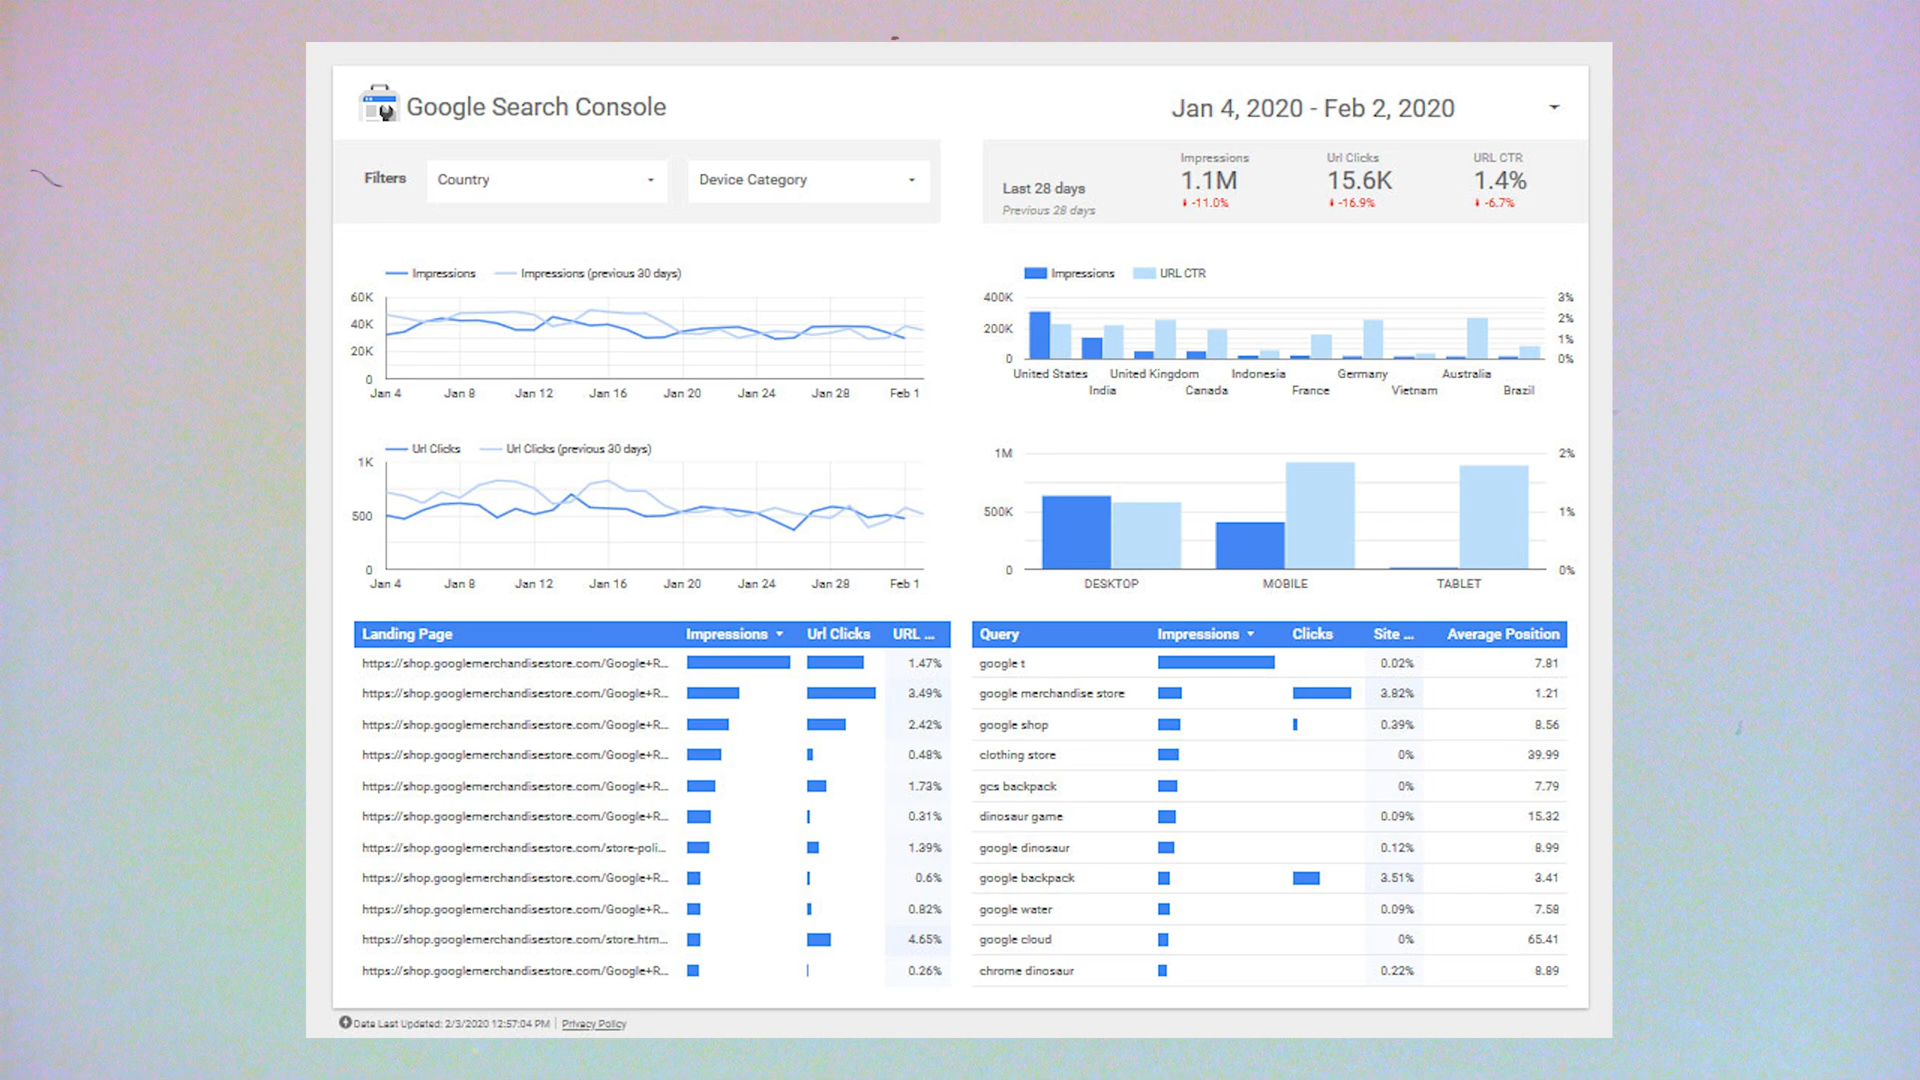 Google Search Console
Jan 4, 2020 - Feb 2, 2020
Filters
Country
Device Category
Last 28 days
Previous 28 days
Impressions
1.1M
-11.0%
Url Clicks
15.6K
-16.9%
URL CTR
1.4%
-6.7%
Impressions
Impressions (previous 30 days)
60K
40K
20K
0
Jan 4 Jan 8 Jan 12 Jan 16 Jan 20 Jan 24 Jan 28 Feb 1
Impressions
URL CTR
400K
200K
0
3%
2%
1%
0%
United States United Kingdom Indonesia Germany Australia
India Canada France Vietnam Brazil
Url Clicks
Url Clicks (previous 30 days)
1K
500
0
Jan 4 Jan 8 Jan 12 Jan 16 Jan 20 Jan 24 Jan 28 Feb 1
1M
500K
0
2%
1%
0%
DESKTOP MOBILE TABLET
Landing Page Impressions Url Clicks URL ...
https://shop.googlemerchandisestore.com/Google+R... 1.47%
https://shop.googlemerchandisestore.com/Google+R... 3.49%
https://shop.googlemerchandisestore.com/Google+R... 2.42%
https://shop.googlemerchandisestore.com/Google+R... 0.48%
https://shop.googlemerchandisestore.com/Google+R... 1.73%
https://shop.googlemerchandisestore.com/Google+R... 0.31%
https://shop.googlemerchandisestore.com/store-poli... 1.39%
https://shop.googlemerchandisestore.com/Google+R... 0.6%
https://shop.googlemerchandisestore.com/Google+R... 0.82%
https://shop.googlemerchandisestore.com/store.htm... 4.65%
https://shop.googlemerchandisestore.com/Google+R... 0.26%
Query Impressions Clicks Site ... Average Position
google t 0.02% 7.81
google merchandise store 3.82% 1.21
google shop 0.39% 8.56
clothing store 0% 39.99
gcs backpack 0% 7.79
dinosaur game 0.09% 15.32
google dinosaur 0.12% 8.99
google backpack 3.51% 3.41
google water 0.09% 7.58
google cloud 0% 65.41
chrome dinosaur 0.22% 8.89
Data Last Updated: 2/3/2020 12:57:04 PM | Privacy Policy